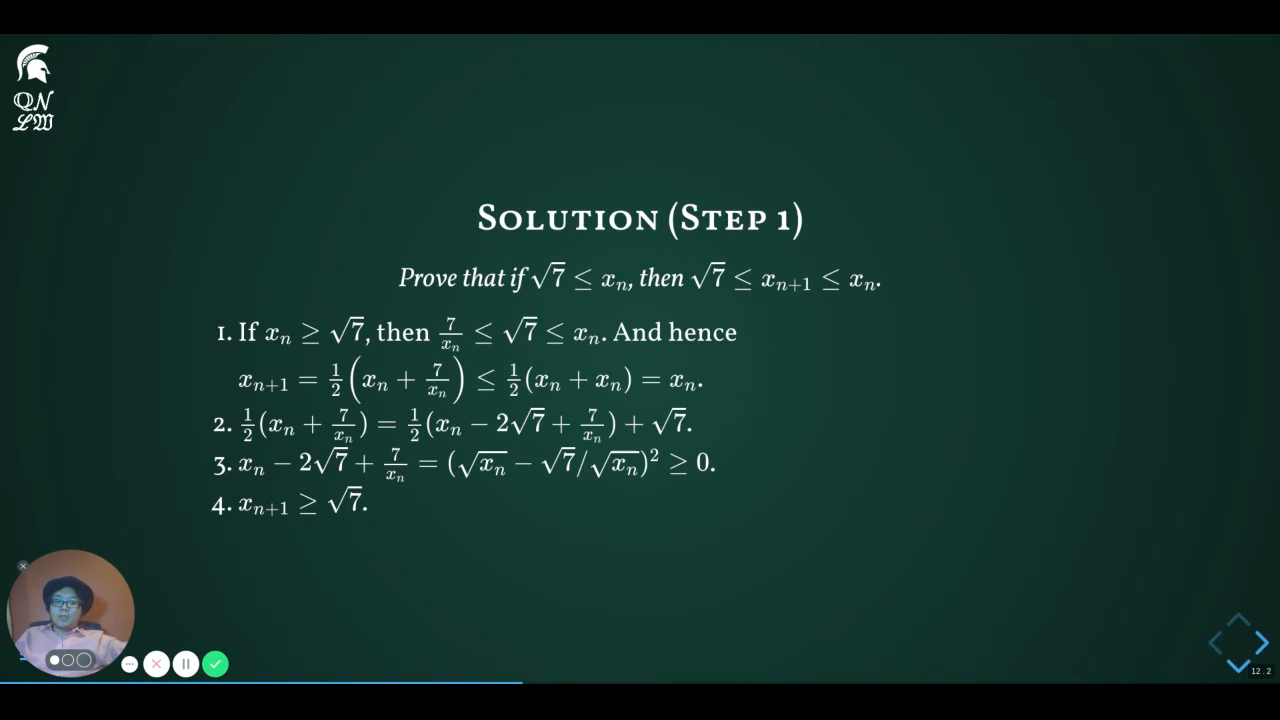 QN
LW
Solution (Step 1)
Prove that if √7 ≤ xₙ, then √7 ≤ xₙ₊₁ ≤ xₙ.
1. If xₙ ≥ √7, then 7/xₙ ≤ √7 ≤ xₙ. And hence
xₙ₊₁ = 1/2 (xₙ + 7/xₙ) ≤ 1/2 (xₙ + xₙ) = xₙ.
2. 1/2 (xₙ + 7/xₙ) = 1/2 (xₙ − 2√7 + 7/xₙ) + √7.
3. xₙ − 2√7 + 7/xₙ = (√xₙ − √7/√xₙ)² ≥ 0.
4. xₙ₊₁ ≥ √7.
12.2